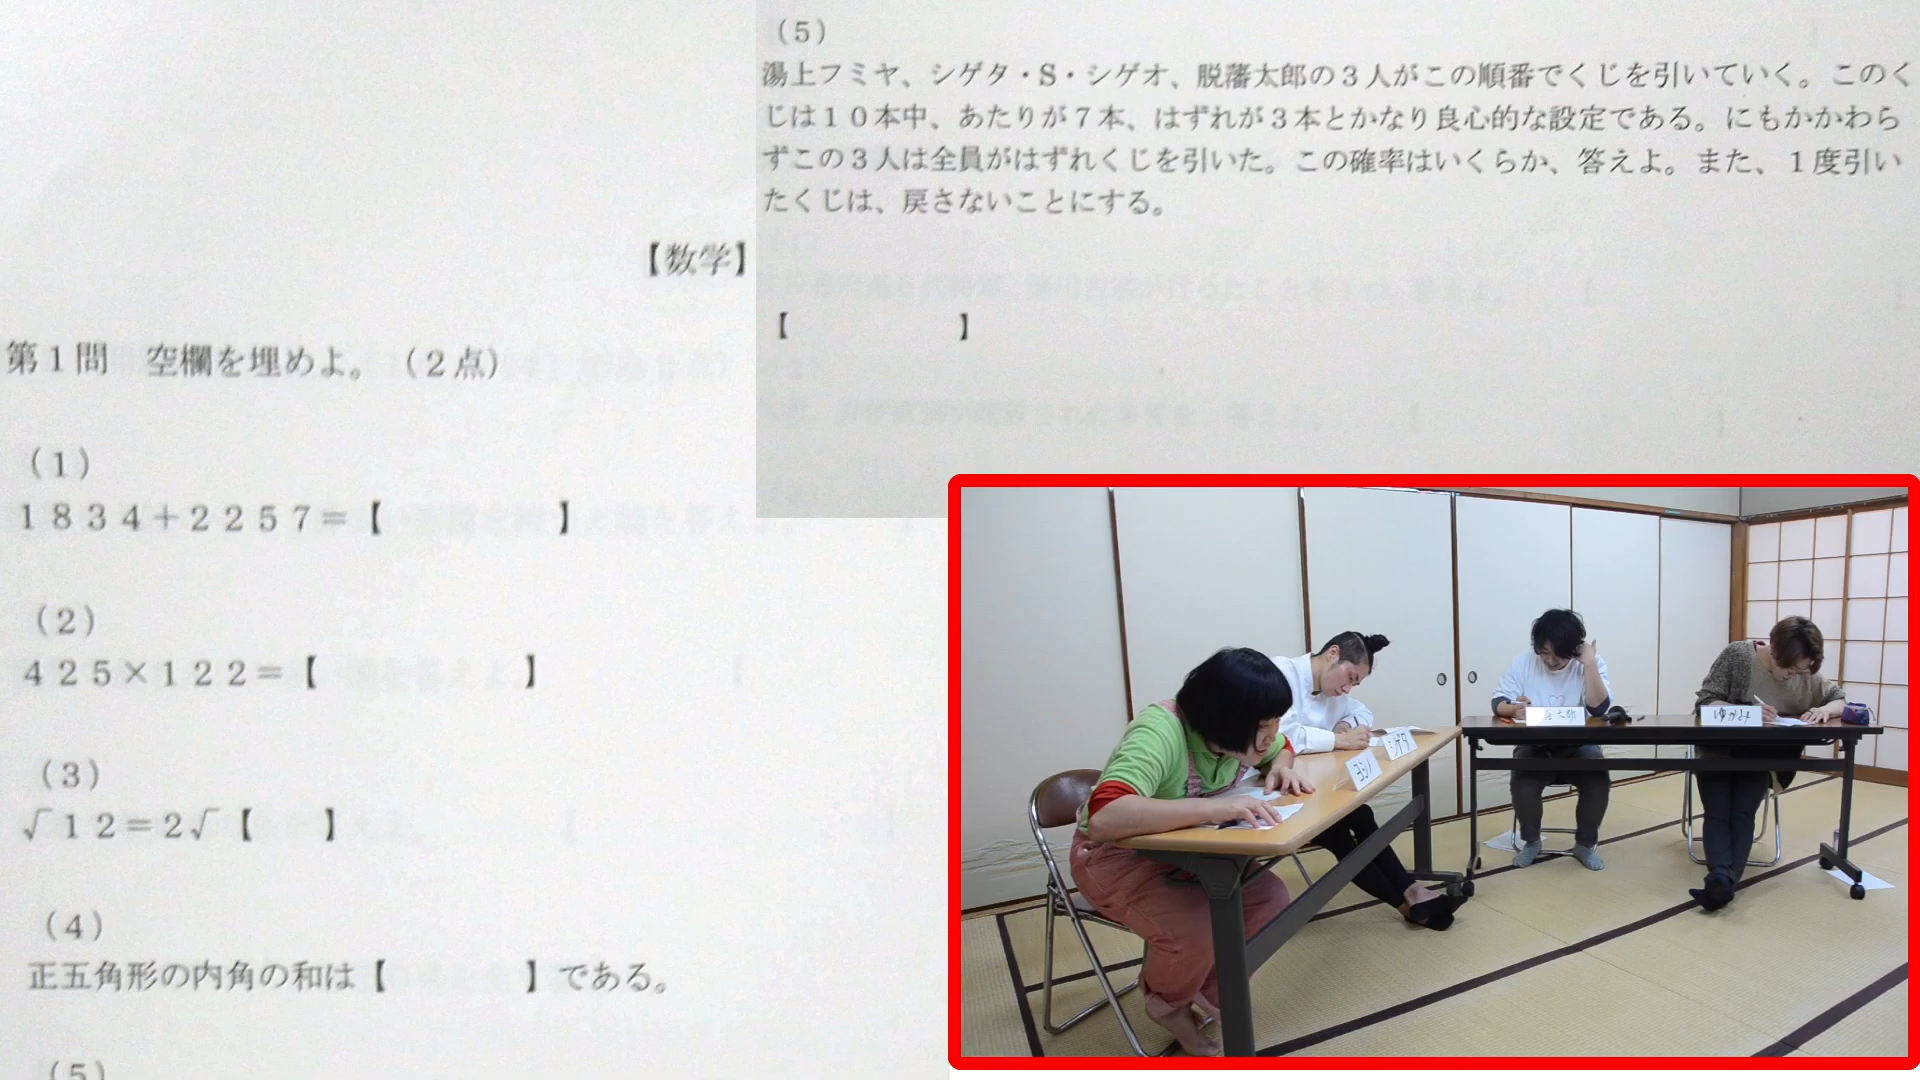 【数学】
第１問　空欄を埋めよ。（２点）
（１）
１８３４＋２２５７＝【　　　　　】
（２）
４２５×１２２＝【　　　　　　】
（３）
√１２＝２√【　　】
（４）
正五角形の内角の和は【　　　　】である。
（５）
（５）
湯上フミヤ、シゲタ・S・シゲオ、脱藩太郎の３人がこの順番でくじを引いていく。このく
じは１０本中、あたりが７本、はずれが３本とかなり良心的な設定である。にもかかわら
ずこの３人は全員がはずれくじを引いた。この確率はいくらか、答えよ。また、１度引い
たくじは、戻さないことにする。
【　　　　　】
ヨシノ
シゲタ
ゆがみ